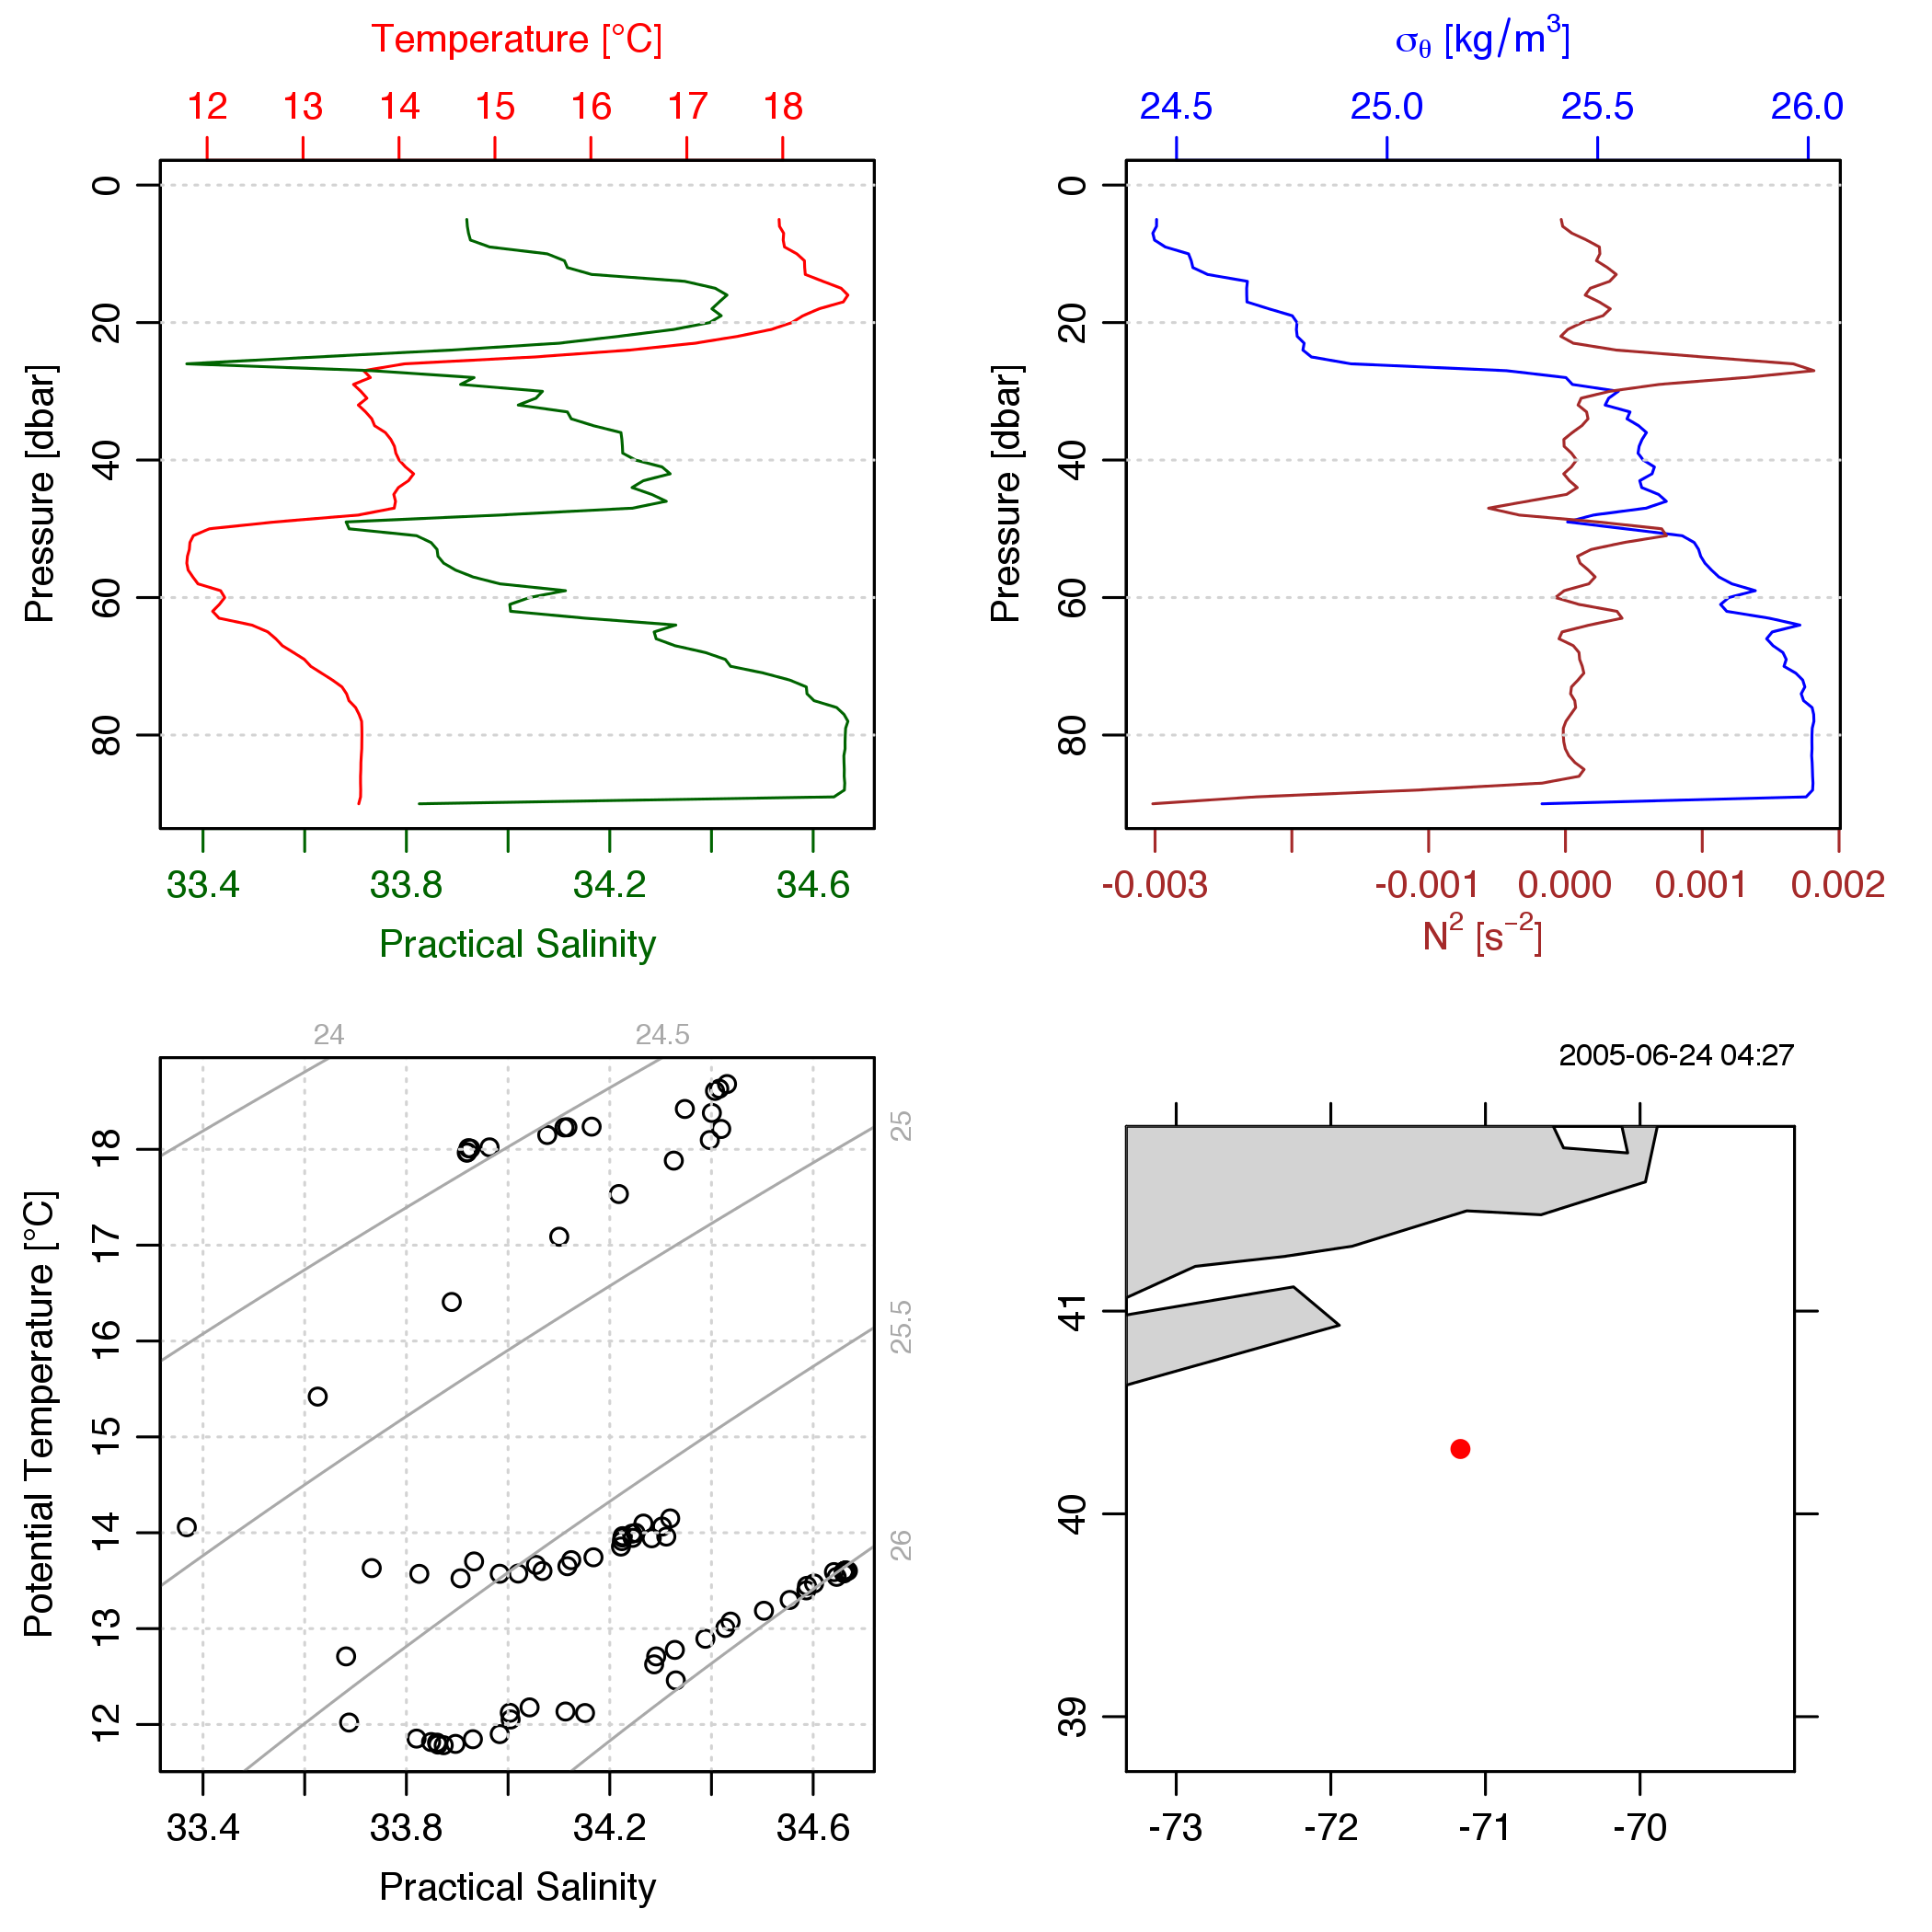 Temperature [°C]
12 13 14 15 16 17 18
0
20
40
60
80
Pressure [dbar]
33.4 33.8 34.2 34.6
Practical Salinity
σθ [kg/m³]
24.5 25.0 25.5 26.0
0
20
40
60
80
Pressure [dbar]
-0.003 -0.001 0.000 0.001 0.002
N² [s⁻²]
24 24.5
25
25.5
26
18
17
16
15
14
13
12
Potential Temperature [°C]
33.4 33.8 34.2 34.6
Practical Salinity
2005-06-24 04:27
41
40
39
-73 -72 -71 -70